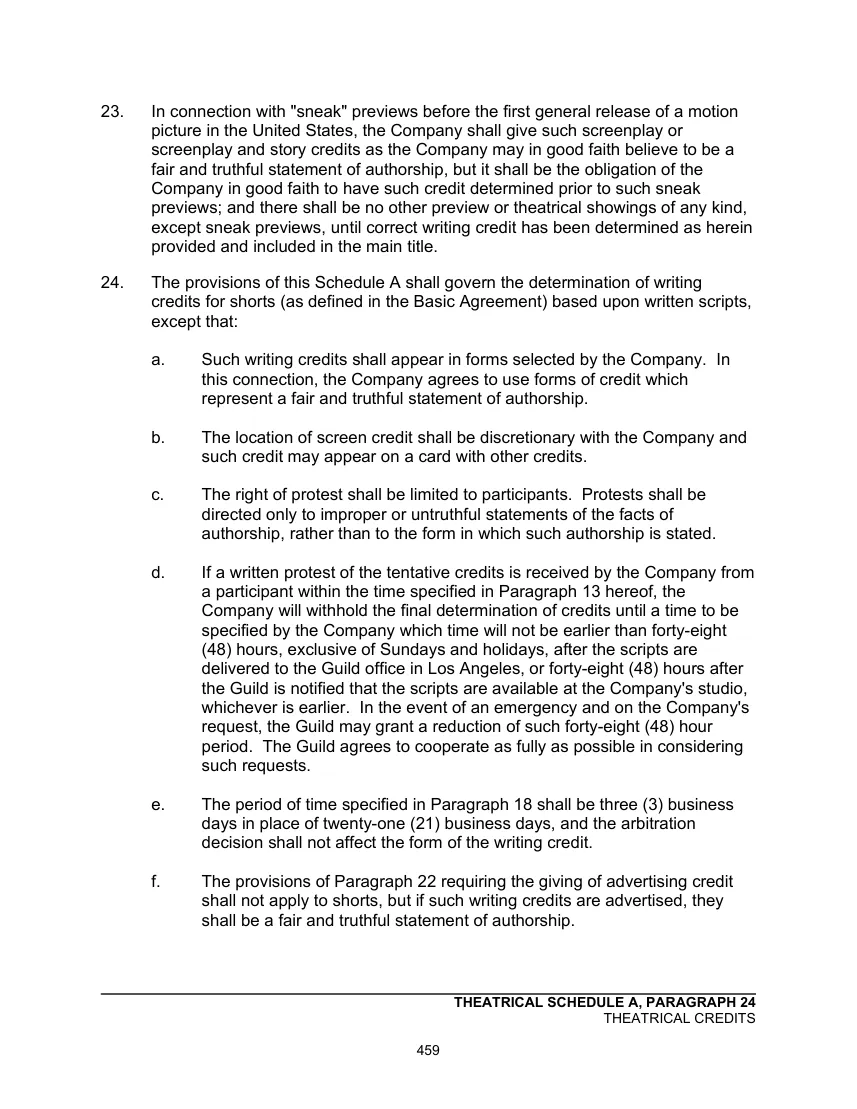 23. In connection with "sneak" previews before the first general release of a motion
picture in the United States, the Company shall give such screenplay or
screenplay and story credits as the Company may in good faith believe to be a
fair and truthful statement of authorship, but it shall be the obligation of the
Company in good faith to have such credit determined prior to such sneak
previews; and there shall be no other preview or theatrical showings of any kind,
except sneak previews, until correct writing credit has been determined as herein
provided and included in the main title.
24. The provisions of this Schedule A shall govern the determination of writing
credits for shorts (as defined in the Basic Agreement) based upon written scripts,
except that:
a. Such writing credits shall appear in forms selected by the Company. In
this connection, the Company agrees to use forms of credit which
represent a fair and truthful statement of authorship.
b. The location of screen credit shall be discretionary with the Company and
such credit may appear on a card with other credits.
c. The right of protest shall be limited to participants. Protests shall be
directed only to improper or untruthful statements of the facts of
authorship, rather than to the form in which such authorship is stated.
d. If a written protest of the tentative credits is received by the Company from
a participant within the time specified in Paragraph 13 hereof, the
Company will withhold the final determination of credits until a time to be
specified by the Company which time will not be earlier than forty-eight
(48) hours, exclusive of Sundays and holidays, after the scripts are
delivered to the Guild office in Los Angeles, or forty-eight (48) hours after
the Guild is notified that the scripts are available at the Company's studio,
whichever is earlier. In the event of an emergency and on the Company's
request, the Guild may grant a reduction of such forty-eight (48) hour
period. The Guild agrees to cooperate as fully as possible in considering
such requests.
e. The period of time specified in Paragraph 18 shall be three (3) business
days in place of twenty-one (21) business days, and the arbitration
decision shall not affect the form of the writing credit.
f. The provisions of Paragraph 22 requiring the giving of advertising credit
shall not apply to shorts, but if such writing credits are advertised, they
shall be a fair and truthful statement of authorship.
THEATRICAL SCHEDULE A, PARAGRAPH 24
THEATRICAL CREDITS
459